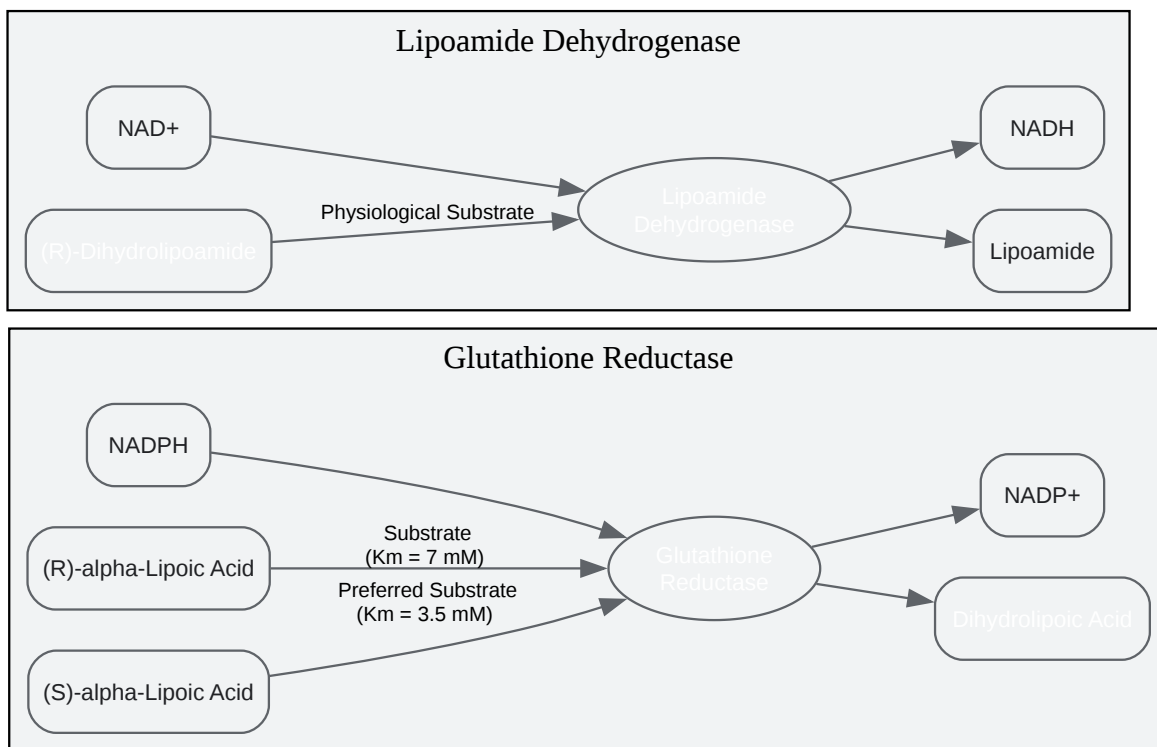 Lipoamide Dehydrogenase
NAD+
NADH
Lipoamide
Dehydrogenase
Physiological Substrate
(R)-Dihydrolipoamide
Lipoamide
Glutathione Reductase
NADPH
NADP+
Substrate
(Km = 7 mM)
(R)-alpha-Lipoic Acid
Glutathione
Reductase
Preferred Substrate
(Km = 3.5 mM)
Dihydrolipoic Acid
(S)-alpha-Lipoic Acid